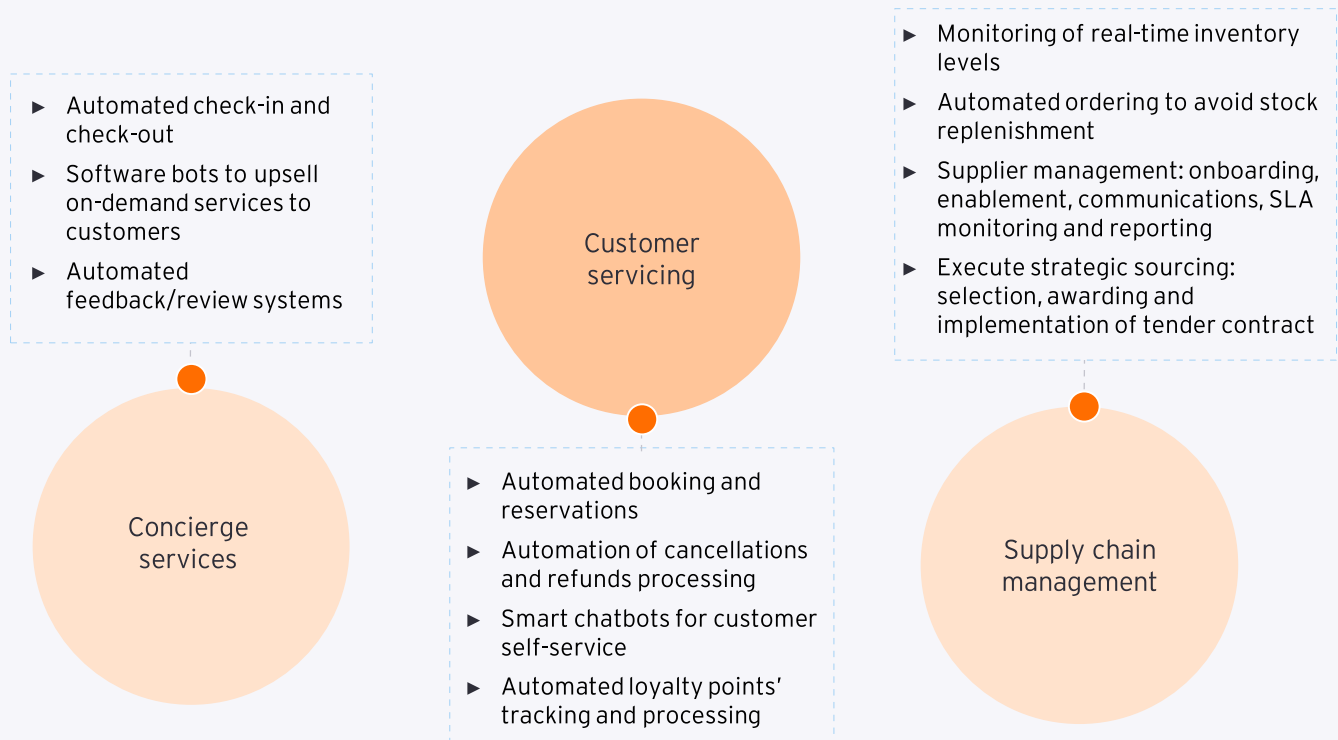 ► Automated check-in and
check-out
► Software bots to upsell
on-demand services to
customers
► Automated
feedback/review systems
Concierge
services
Customer
servicing
► Automated booking and
reservations
► Automation of cancellations
and refunds processing
► Smart chatbots for customer
self-service
► Automated loyalty points’
tracking and processing
► Monitoring of real-time inventory
levels
► Automated ordering to avoid stock
replenishment
► Supplier management: onboarding,
enablement, communications, SLA
monitoring and reporting
► Execute strategic sourcing:
selection, awarding and
implementation of tender contract
Supply chain
management